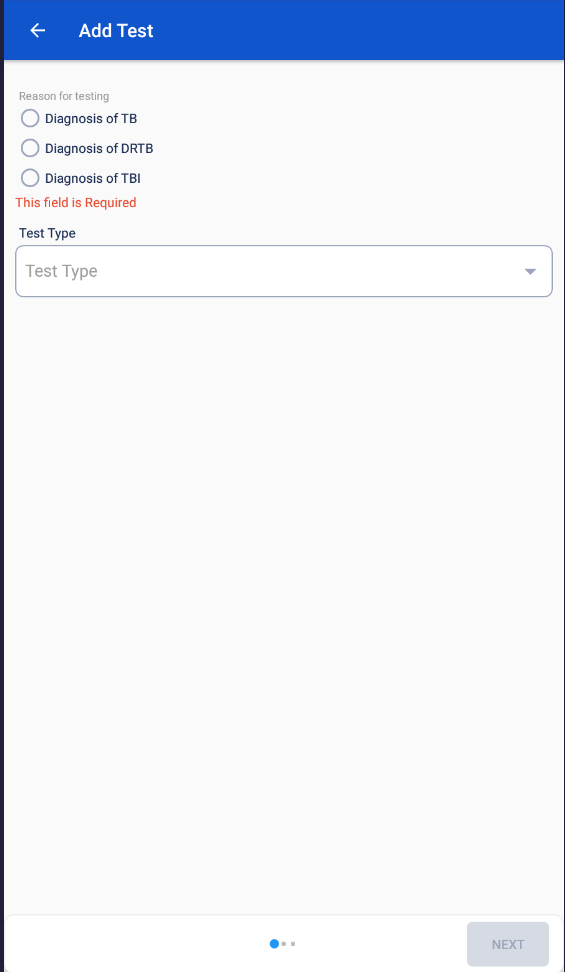 Add Test
Reason for testing
Diagnosis of TB
Diagnosis of DRTB
Diagnosis of TBI
This field is Required
Test Type
Test Type
NEXT